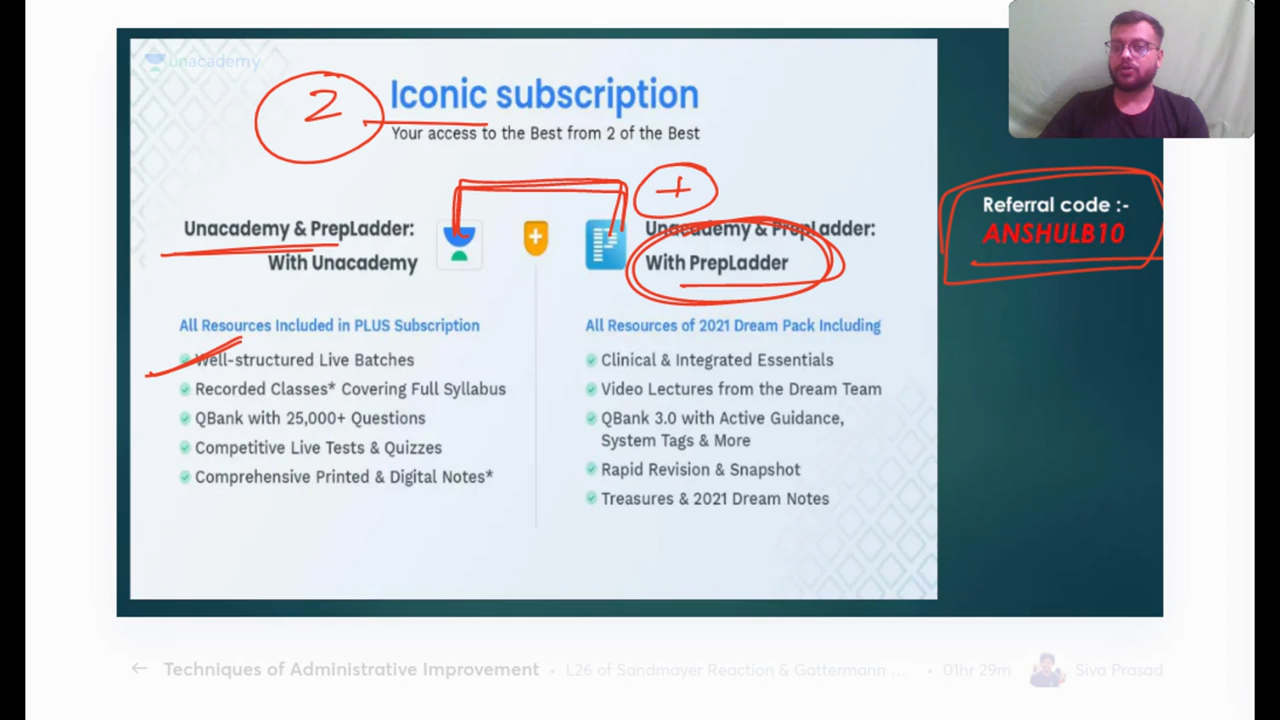 unacademy
2
Iconic subscription
Your access to the Best from 2 of the Best
+
Unacademy & PrepLadder:
With Unacademy
Unacademy & PrepLadder:
With PrepLadder
Referral code :-
ANSHULB10
All Resources Included in PLUS Subscription
Well-structured Live Batches
Recorded Classes* Covering Full Syllabus
QBank with 25,000+ Questions
Competitive Live Tests & Quizzes
Comprehensive Printed & Digital Notes*
All Resources of 2021 Dream Pack Including
Clinical & Integrated Essentials
Video Lectures from the Dream Team
QBank 3.0 with Active Guidance,
System Tags & More
Rapid Revision & Snapshot
Treasures & 2021 Dream Notes
Techniques of Administrative Improvement • L26 of Sandmayer Reaction & Gattermann ... • 01hr 29m Siva Prasad